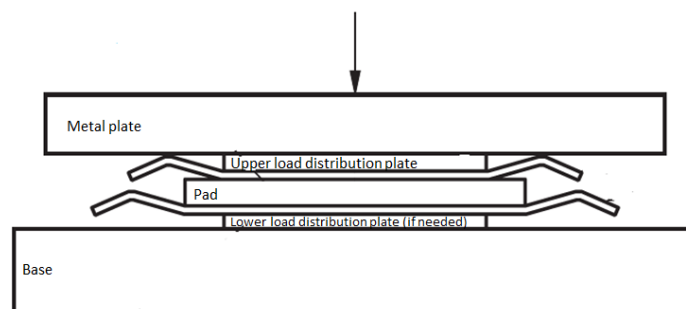 Metal plate
Upper load distribution plate
Pad
Lower load distribution plate (if needed)
Base